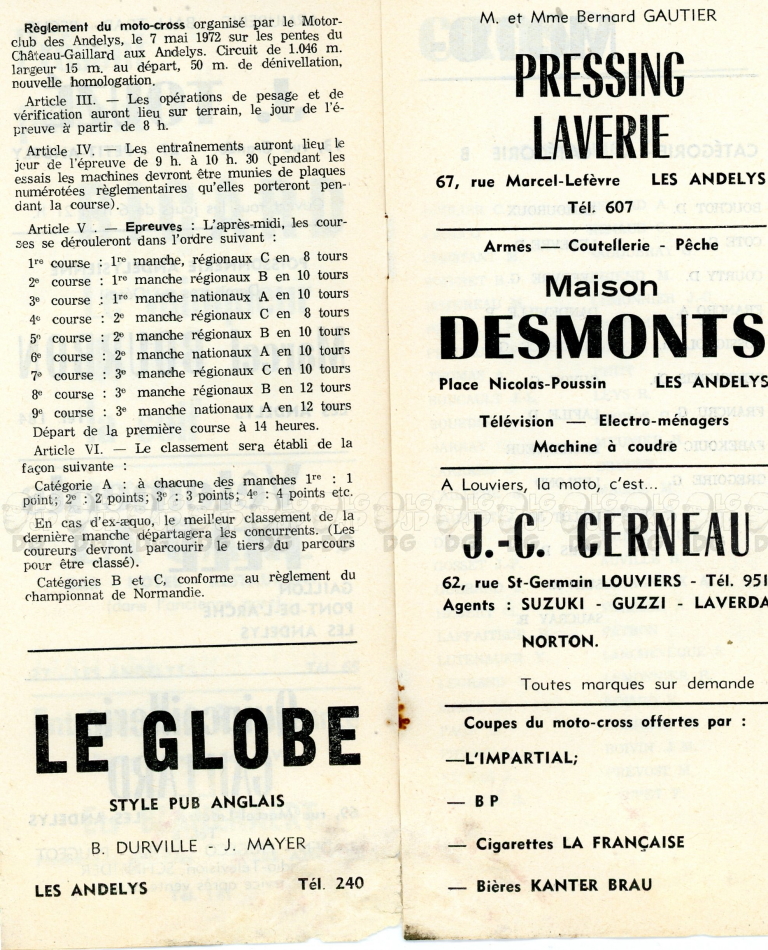 Règlement du moto-cross organisé par le Motor-
club des Andelys, le 7 mai 1972 sur les pentes du
Château-Gaillard aux Andelys. Circuit de 1.046 m.
largeur 15 m. au départ, 50 m. de dénivellation,
nouvelle homologation.
Article III. — Les opérations de pesage et de
vérification auront lieu sur terrain, le jour de l'é-
preuve à partir de 8 h.
Article IV. — Les entraînements auront lieu le
jour de l'épreuve de 9 h. à 10 h. 30 (pendant les
essais les machines devront être munies de plaques
numérotées règlementaires qu'elles porteront pen-
dant la course).
Article V . — Epreuves : L'après-midi, les cour-
ses se dérouleront dans l'ordre suivant :
1re course : 1re manche, régionaux C en 8 tours
2e course : 1re manche régionaux B en 10 tours
3e course : 1re manche nationaux A en 10 tours
4e course : 2e manche régionaux C en 8 tours
5e course : 2e manche régionaux B en 10 tours
6e course : 2e manche nationaux A en 10 tours
7e course : 3e manche régionaux C en 10 tours
8e course : 3e manche régionaux B en 12 tours
9e course : 3e manche nationaux A en 12 tours
Départ de la première course à 14 heures.
Article VI. — Le classement sera établi de la
façon suivante :
Catégorie A : à chacune des manches 1re : 1
point; 2e : 2 points; 3e : 3 points; 4e : 4 points etc.
En cas d'ex-æquo, le meilleur classement de la
dernière manche départagera les concurrents. (Les
coureurs devront parcourir le tiers du parcours
pour être classé).
Catégories B et C, conforme au règlement du
championnat de Normandie.
LE GLOBE
STYLE PUB ANGLAIS
B. DURVILLE - J. MAYER
LES ANDELYS Tél. 240
M. et Mme Bernard GAUTIER
PRESSING
LAVERIE
67, rue Marcel-Lefèvre LES ANDELYS
Tél. 607
Armes — Coutellerie - Pêche
Maison
DESMONTS
Place Nicolas-Poussin LES ANDELYS
Télévision — Electro-ménagers
Machine à coudre
A Louviers, la moto, c'est...
J.-C. CERNEAU
62, rue St-Germain LOUVIERS - Tél. 951
Agents : SUZUKI - GUZZI - LAVERDA
NORTON.
Toutes marques sur demande
Coupes du moto-cross offertes par :
—L'IMPARTIAL;
— B P
— Cigarettes LA FRANÇAISE
— Bières KANTER BRAU